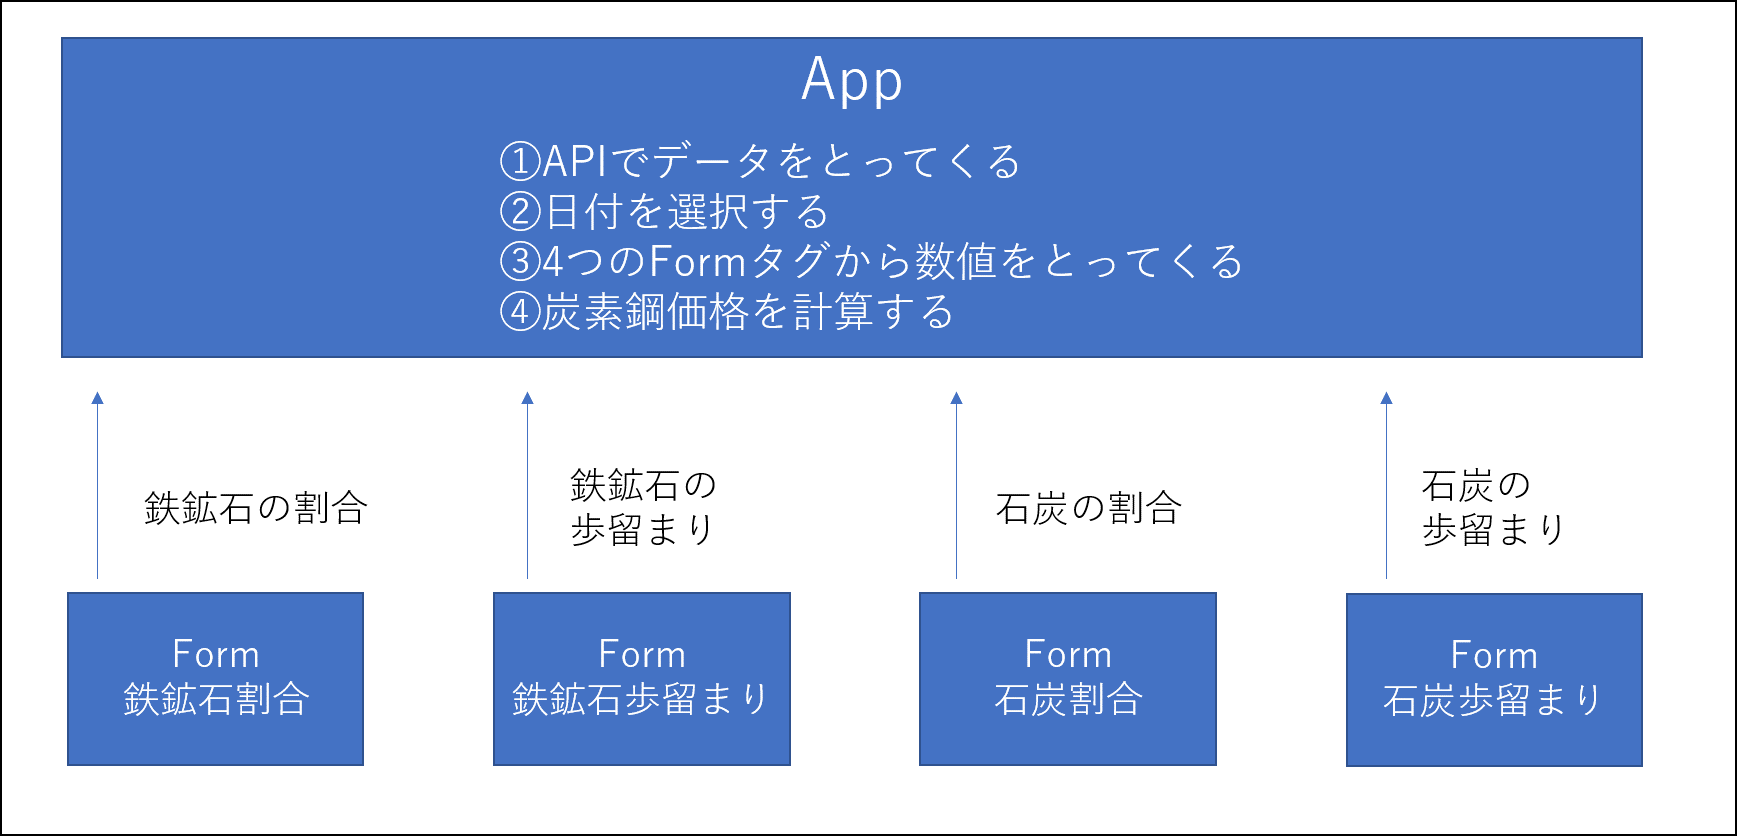 App
①APIでデータをとってくる
②日付を選択する
③4つのFormタグから数値をとってくる
④炭素鋼価格を計算する
鉄鉱石の割合
鉄鉱石の
歩留まり
石炭の割合
石炭の
歩留まり
Form
鉄鉱石割合
Form
鉄鉱石歩留まり
Form
石炭割合
Form
石炭歩留まり